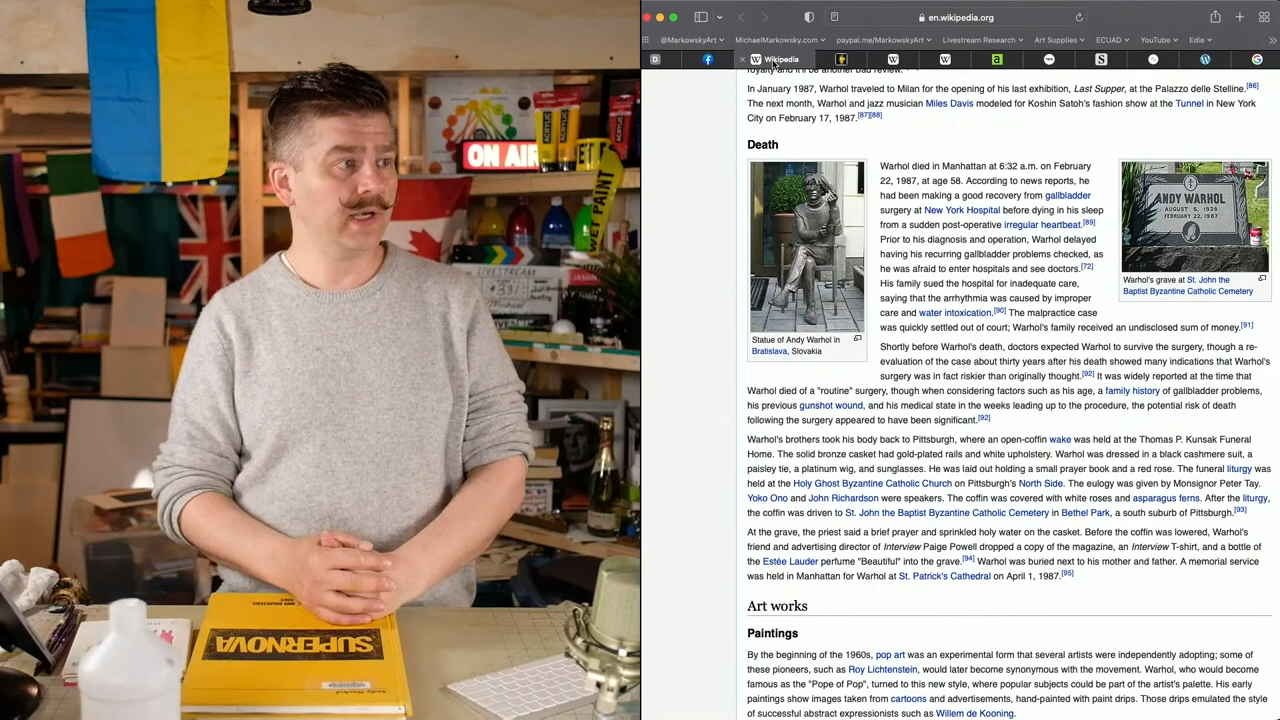 ON AIR
WET PAINT
LIVESTREAM
JASON
ACRYLIC
SUPERNOVA
en.wikipedia.org
@MarkowskyArt
MichaelMarkowsky.com
paypal.me/MarkowskyArt
Livestream Research
Art Supplies
ECUAD
YouTube
Edie
Wikipedia
royalty and it'll be another bad review.
In January 1987, Warhol traveled to Milan for the opening of his last exhibition, Last Supper, at the Palazzo delle Stelline.[86]
The next month, Warhol and jazz musician Miles Davis modeled for Koshin Satoh's fashion show at the Tunnel in New York
City on February 17, 1987.[87][88]
Death
Statue of Andy Warhol in
Bratislava, Slovakia
Warhol died in Manhattan at 6:32 a.m. on February
22, 1987, at age 58. According to news reports, he
had been making a good recovery from gallbladder
surgery at New York Hospital before dying in his sleep
from a sudden post-operative irregular heartbeat.[89]
Prior to his diagnosis and operation, Warhol delayed
having his recurring gallbladder problems checked, as
he was afraid to enter hospitals and see doctors.[72]
His family sued the hospital for inadequate care,
saying that the arrhythmia was caused by improper
care and water intoxication.[90] The malpractice case
was quickly settled out of court; Warhol's family received an undisclosed sum of money.[91]
ANDY WARHOL
AUGUST 6, 1928
FEBRUARY 22, 1987
Warhol's grave at St. John the
Baptist Byzantine Catholic Cemetery
Shortly before Warhol's death, doctors expected Warhol to survive the surgery, though a re-
evaluation of the case about thirty years after his death showed many indications that Warhol's
surgery was in fact riskier than originally thought.[92] It was widely reported at the time that
Warhol died of a "routine" surgery, though when considering factors such as his age, a family history of gallbladder problems,
his previous gunshot wound, and his medical state in the weeks leading up to the procedure, the potential risk of death
following the surgery appeared to have been significant.[92]
Warhol's brothers took his body back to Pittsburgh, where an open-coffin wake was held at the Thomas P. Kunsak Funeral
Home. The solid bronze casket had gold-plated rails and white upholstery. Warhol was dressed in a black cashmere suit, a
paisley tie, a platinum wig, and sunglasses. He was laid out holding a small prayer book and a red rose. The funeral liturgy was
held at the Holy Ghost Byzantine Catholic Church on Pittsburgh's North Side. The eulogy was given by Monsignor Peter Tay.
Yoko Ono and John Richardson were speakers. The coffin was covered with white roses and asparagus ferns. After the liturgy,
the coffin was driven to St. John the Baptist Byzantine Catholic Cemetery in Bethel Park, a south suburb of Pittsburgh.[93]
At the grave, the priest said a brief prayer and sprinkled holy water on the casket. Before the coffin was lowered, Warhol's
friend and advertising director of Interview Paige Powell dropped a copy of the magazine, an Interview T-shirt, and a bottle of
the Estée Lauder perfume "Beautiful" into the grave.[94] Warhol was buried next to his mother and father. A memorial service
was held in Manhattan for Warhol at St. Patrick's Cathedral on April 1, 1987.[95]
Art works
Paintings
By the beginning of the 1960s, pop art was an experimental form that several artists were independently adopting; some of
these pioneers, such as Roy Lichtenstein, would later become synonymous with the movement. Warhol, who would become
famous as the "Pope of Pop", turned to this new style, where popular subjects could be part of the artist's palette. His early
paintings show images taken from cartoons and advertisements, hand-painted with paint drips. Those drips emulated the style
of successful abstract expressionists such as Willem de Kooning.